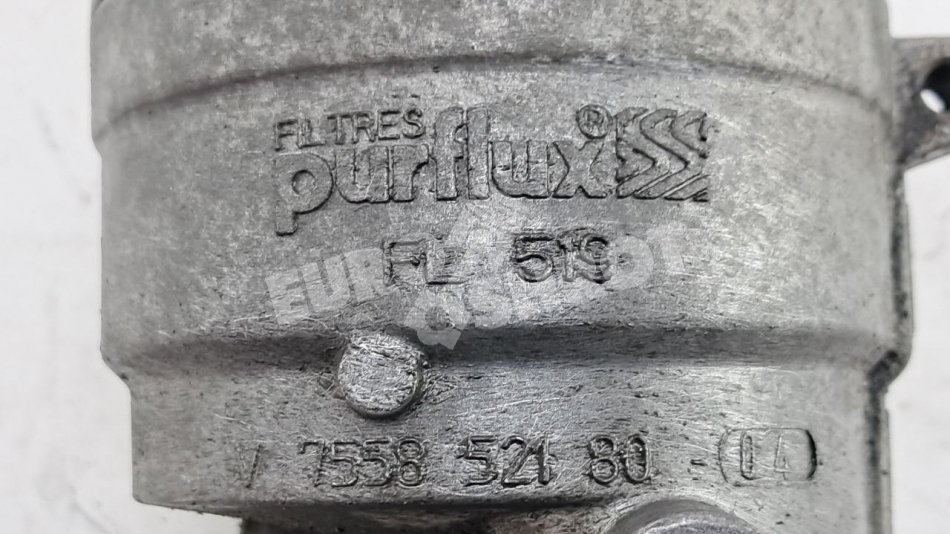 FILTRES
purflux®
FL 519
V 7558 521 80 - 04